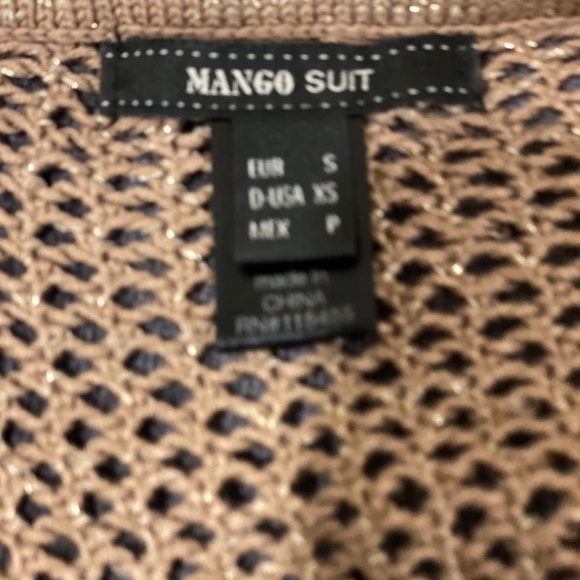 MANGO SUIT
EUR S
D-USA XS
MEX P
made in
CHINA